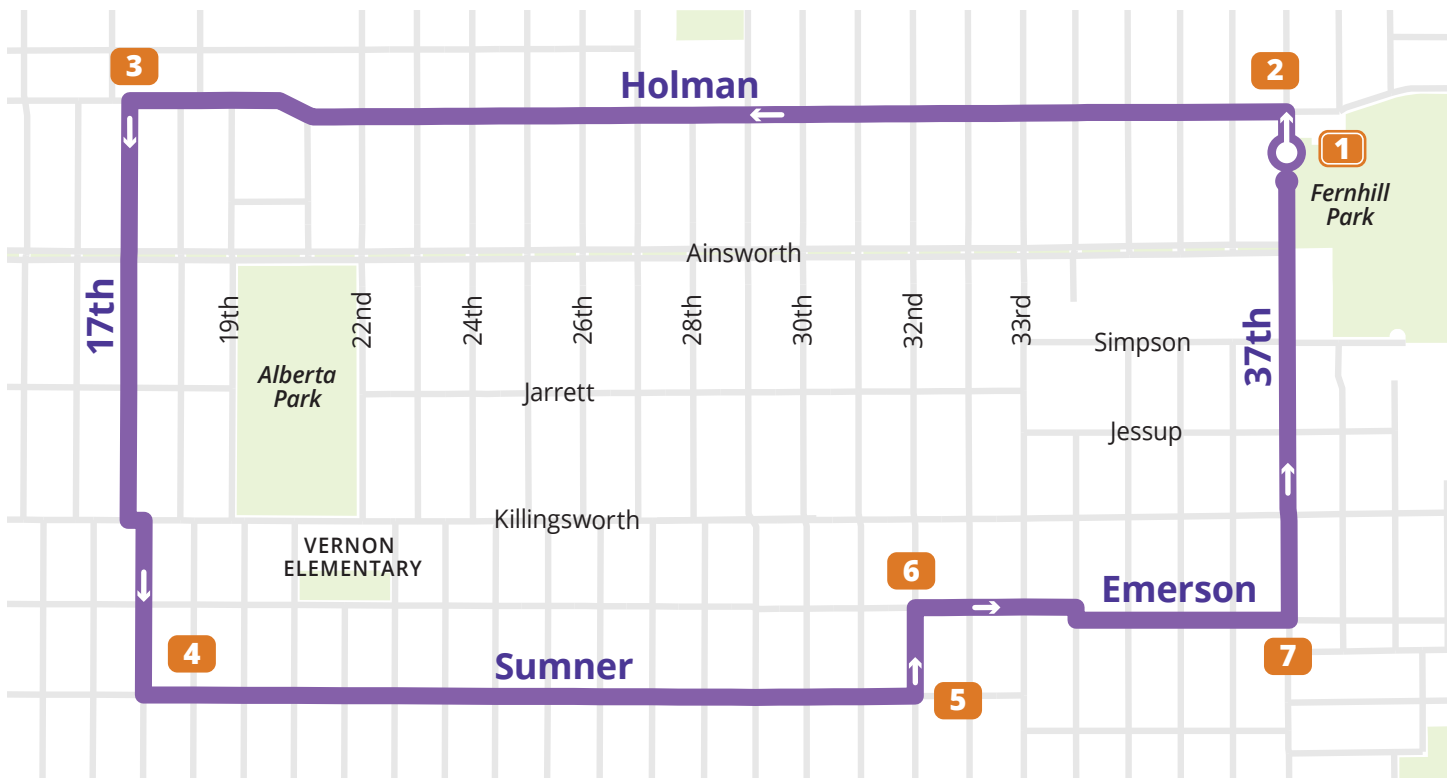 3
Holman
2
1
Fernhill
Park
Ainsworth
17th
19th
22nd
24th
26th
28th
30th
32nd
33rd
37th
Simpson
Alberta
Park
Jarrett
Jessup
Killingsworth
VERNON
ELEMENTARY
6
Emerson
4
Sumner
5
7